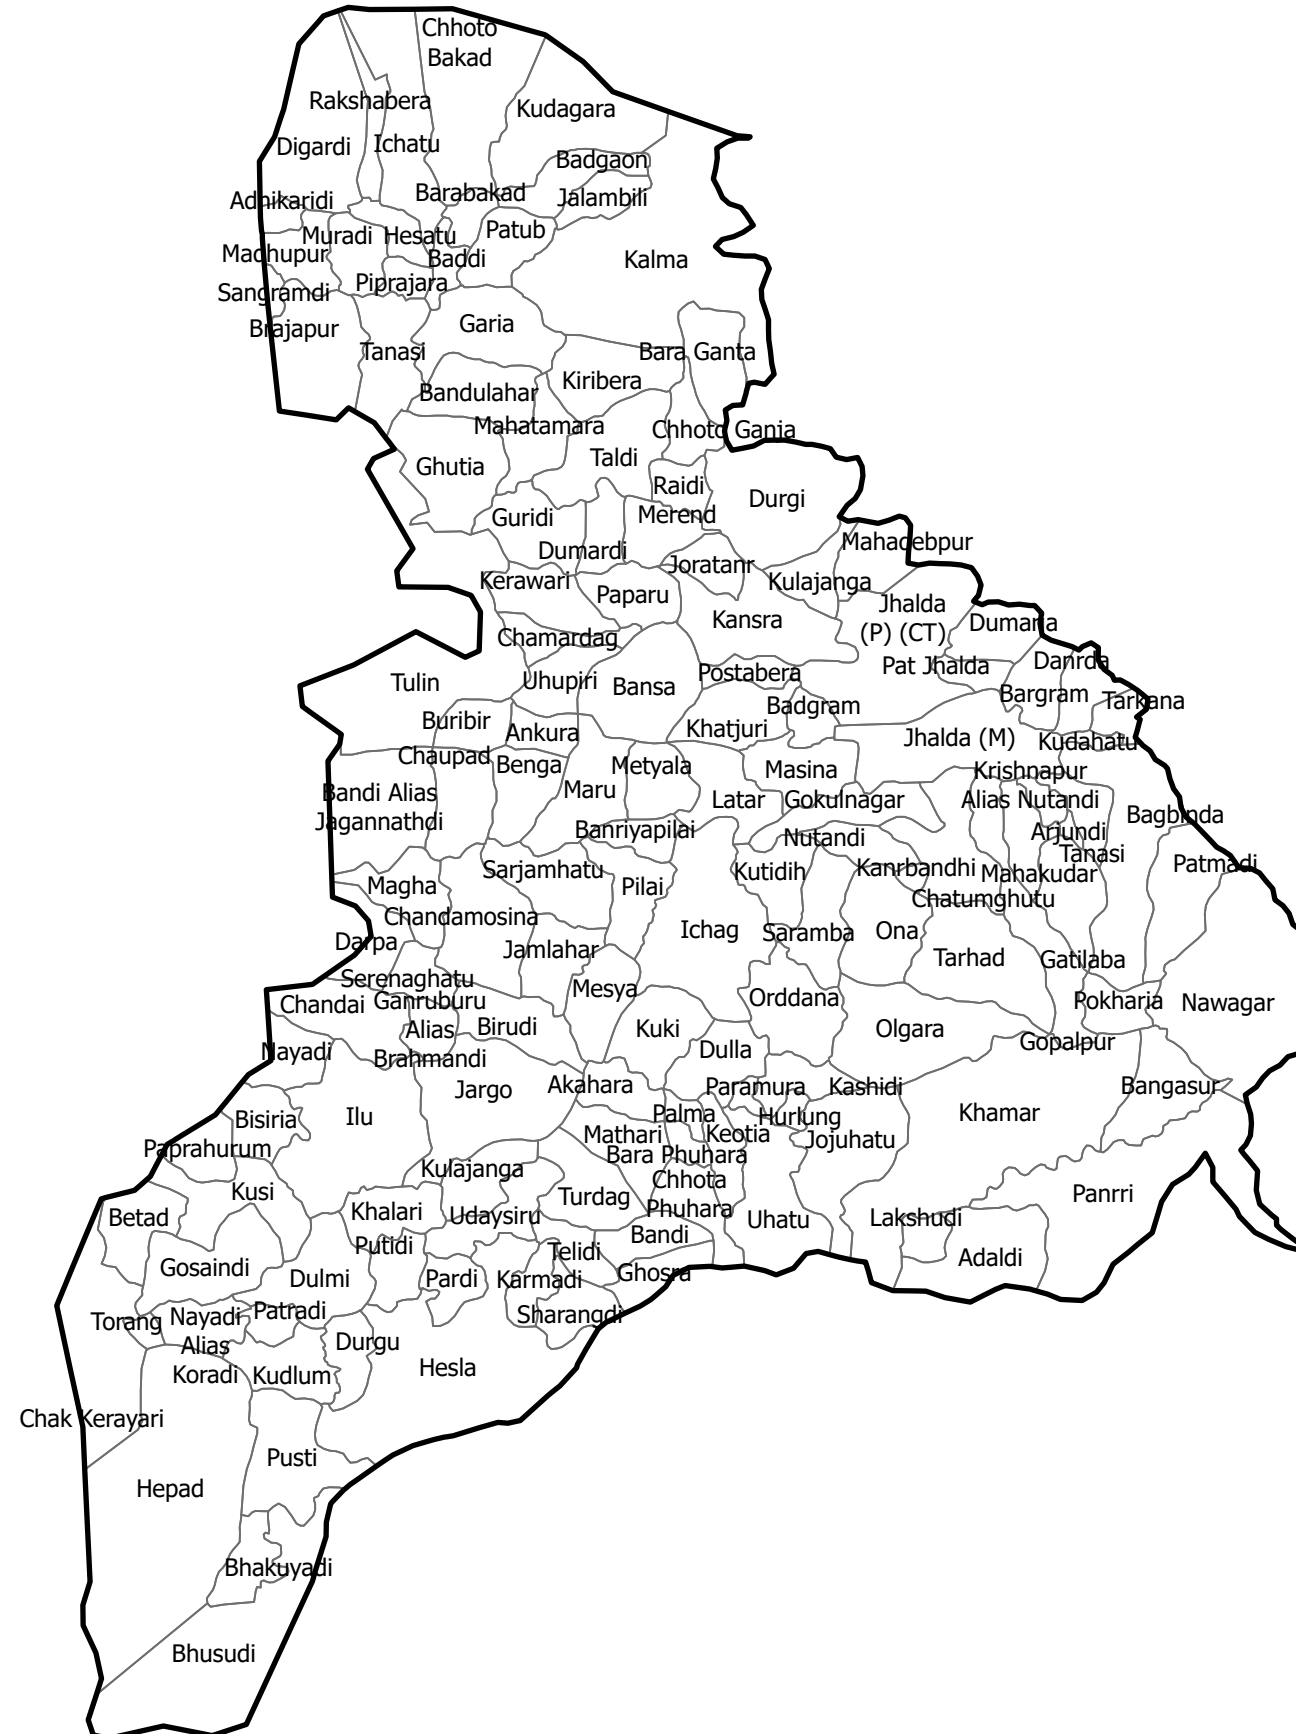 Chhoto
Bakad
Rakshabera
Kudagara
Digardi
Ichatu
Badgaon
Barabakad
Jalambili
Adhikaridi
Muradi
Hesatu
Patub
Madhupur
Baddi
Kalma
Piprajara
Sangramdi
Brajapur
Garia
Tanasi
Bara Ganta
Kiribera
Bandulahar
Mahatamara
Chhoto Ganja
Ghutia
Taldi
Raidi
Durgi
Guridi
Merend
Mahadebpur
Dumardi
Joratanr
Kerawari
Kulajanga
Paparu
Jhalda
(P) (CT)
Kansra
Dumaria
Chamardag
Danrda
Pat Jhalda
Postabera
Tulin
Uhupiri
Bansa
Bargram
Tarkana
Badgram
Buribir
Khatjuri
Ankura
Jhalda (M)
Kudahatu
Chaupad
Benga
Metyala
Masina
Krishnapur
Alias Nutandi
Bandi Alias
Jagannathdi
Maru
Latar
Gokulnagar
Bagbinda
Banriyapilai
Nutandi
Arjundi
Tanasi
Patmadi
Sarjamhatu
Kutidih
Kanrbandhi
Mahakudar
Magha
Pilai
Chatumghutu
Chandamosina
Ichag
Saramba
Ona
Darpa
Jamlahar
Tarhad
Gatilaba
Serenaghatu
Mesya
Orddana
Chandai
Ganruburu
Alias
Brahmandi
Pokharia
Nawagar
Birudi
Kuki
Olgara
Nayadi
Dulla
Gopalpur
Jargo
Akahara
Paramura
Kashidi
Bangasur
Bisiria
Ilu
Palma
Hurlung
Khamar
Paprahurum
Mathari
Keotia
Jojuhatu
Bara Phuhara
Kulajanga
Chhota
Phuhara
Kusi
Turdag
Panrri
Betad
Khalari
Udaysiru
Uhatu
Lakshudi
Putidi
Bandi
Gosaindi
Telidi
Adaldi
Dulmi
Pardi
Karmadi
Ghosra
Torang
Nayadi
Alias
Koradi
Patradi
Sharangdi
Durgu
Kudlum
Hesla
Chak Kerayari
Pusti
Hepad
Bhakuyadi
Bhusudi